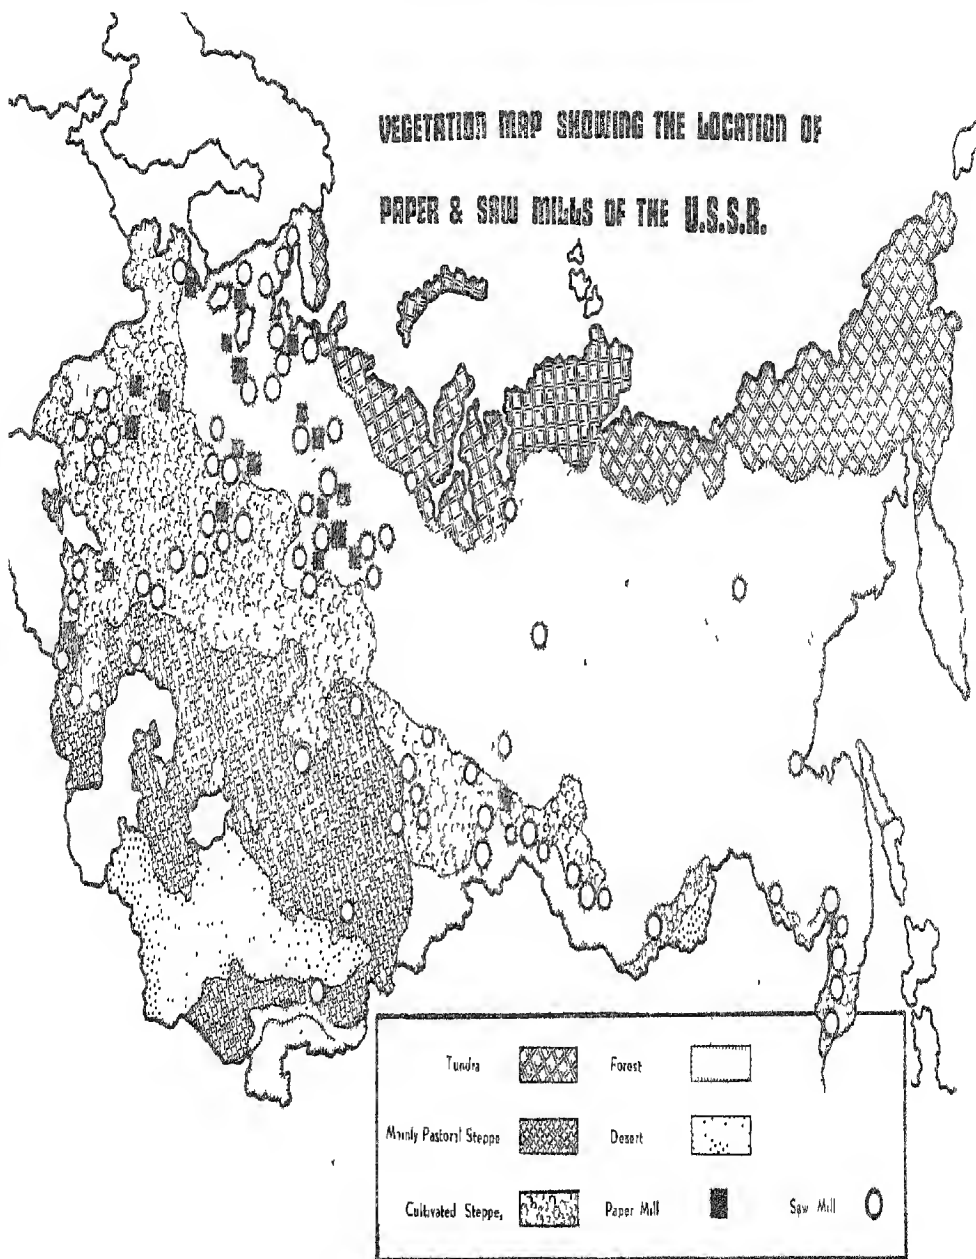 VEGETATION MAP SHOWING THE LOCATION OF
PAPER & SAW MILLS OF THE U.S.S.R.
Tundra Forest
Mainly Pastoral Steppe Desert
Cultivated Steppe, Paper Mill Saw Mill